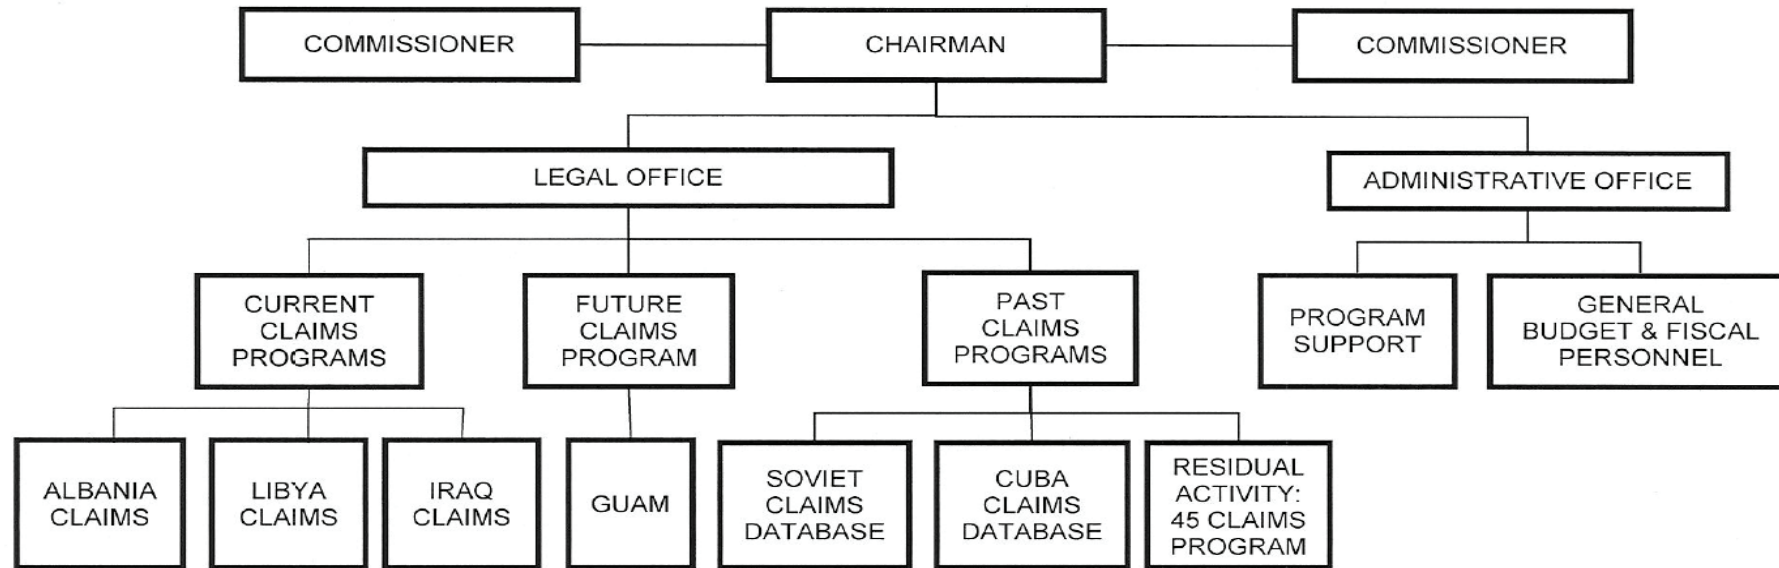 COMMISSIONER
CHAIRMAN
COMMISSIONER
LEGAL OFFICE
ADMINISTRATIVE OFFICE
CURRENT
CLAIMS
PROGRAMS
FUTURE
CLAIMS
PROGRAM
PAST
CLAIMS
PROGRAMS
PROGRAM
SUPPORT
GENERAL
BUDGET & FISCAL
PERSONNEL
ALBANIA
CLAIMS
LIBYA
CLAIMS
IRAQ
CLAIMS
GUAM
SOVIET
CLAIMS
DATABASE
CUBA
CLAIMS
DATABASE
RESIDUAL
ACTIVITY:
45 CLAIMS
PROGRAM